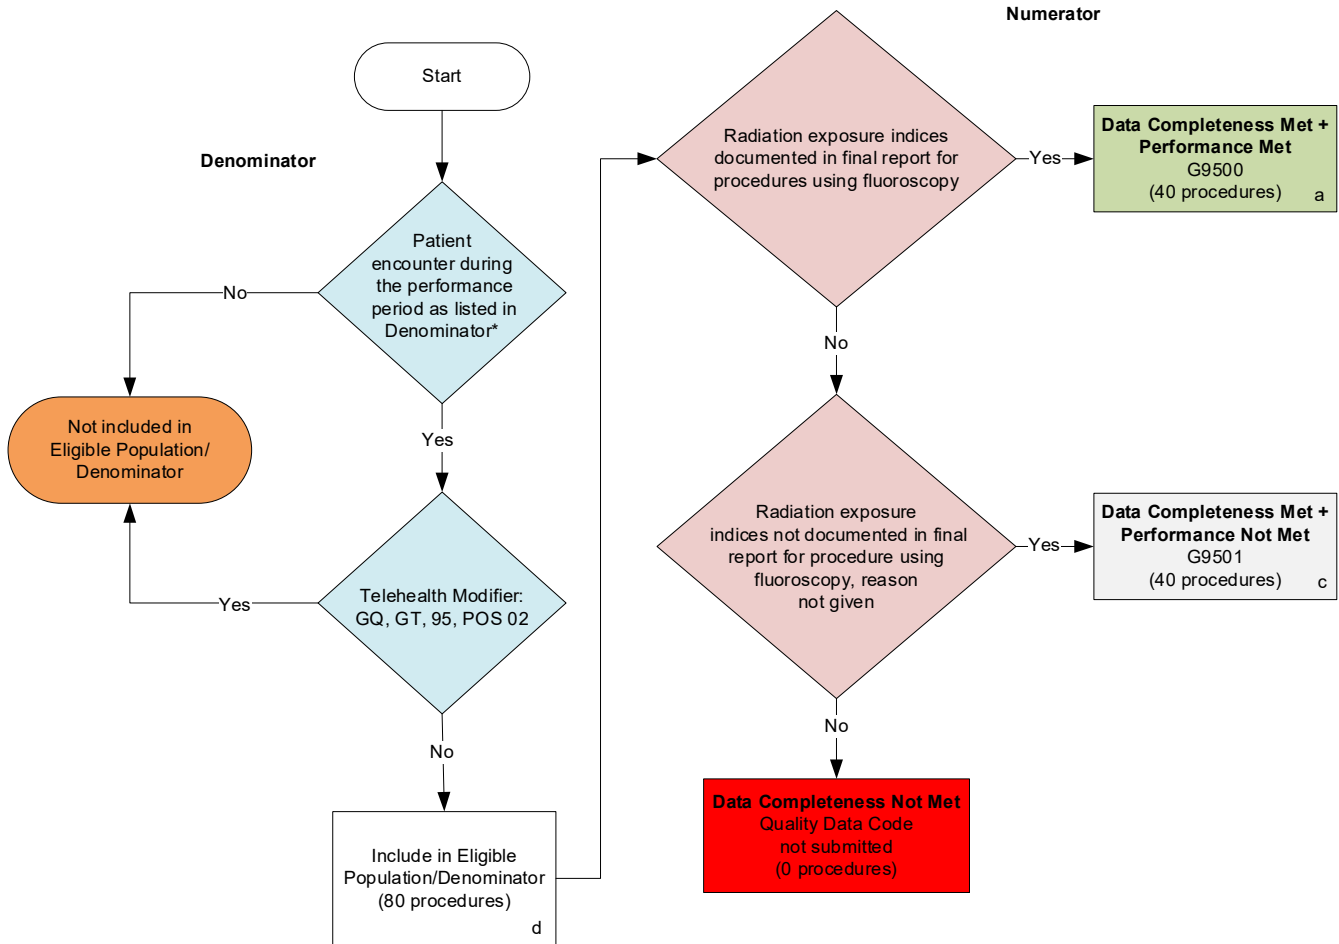 Numerator
Start
Denominator
Patient
encounter during
the performance
period as listed in
Denominator*
No
Not included in
Eligible Population/
Denominator
Yes
Telehealth Modifier:
GQ, GT, 95, POS 02
Yes
No
Include in Eligible
Population/Denominator
(80 procedures)
d
Radiation exposure indices
documented in final report for
procedures using fluoroscopy
Yes
Data Completeness Met +
Performance Met
G9500
(40 procedures)
a
No
Radiation exposure
indices not documented in final
report for procedure using
fluoroscopy, reason
not given
Yes
Data Completeness Met +
Performance Not Met
G9501
(40 procedures)
c
No
Data Completeness Not Met
Quality Data Code
not submitted
(0 procedures)